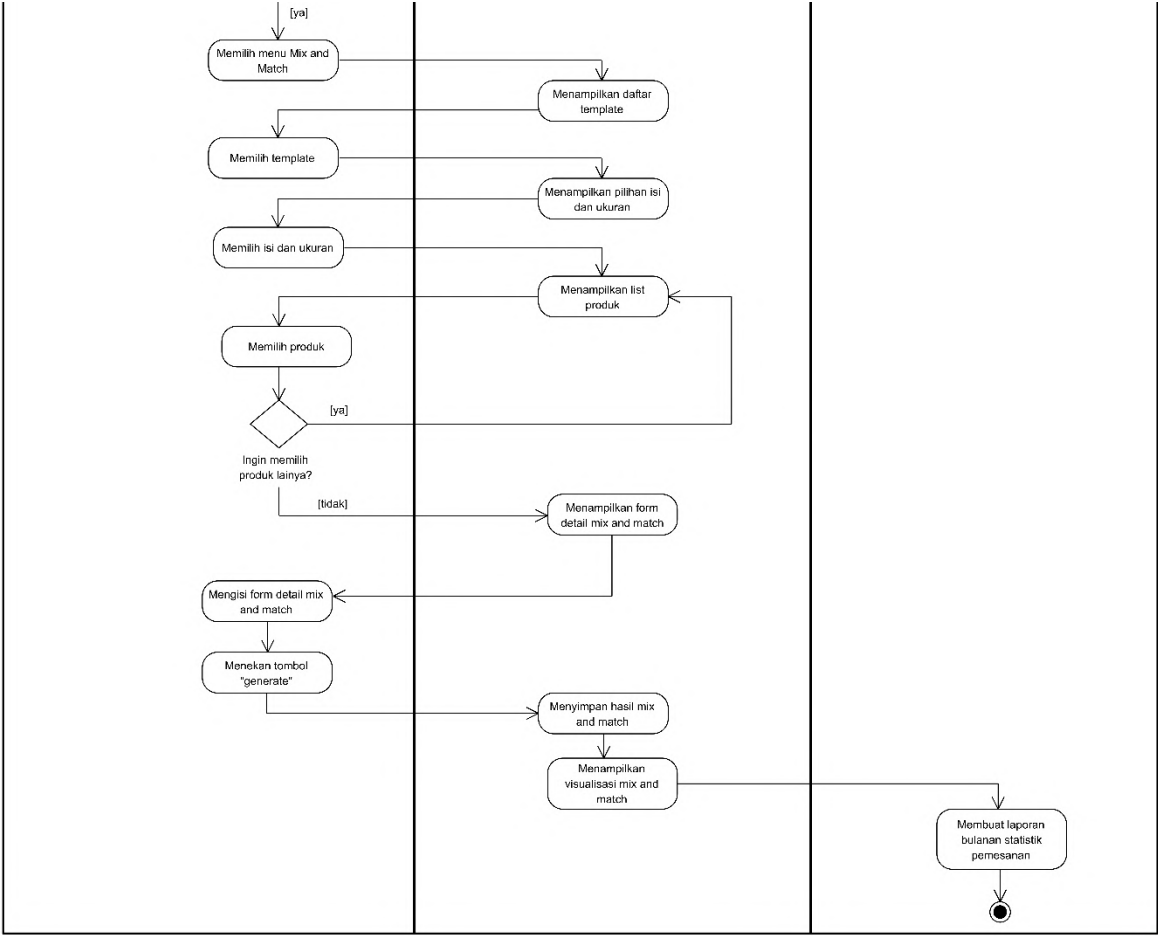 [ya]
Memilih menu Mix and
Match
Menampilkan daftar
template
Memilih template
Menampilkan pilihan isi
dan ukuran
Memilih isi dan ukuran
Menampilkan list
produk
Memilih produk
[ya]
Ingin memilih
produk lainya?
[tidak]
Menampilkan form
detail mix and match
Mengisi form detail mix
and match
Menekan tombol
"generate"
Menyimpan hasil mix
and match
Menampilkan
visualisasi mix and
match
Membuat laporan
bulanan statistik
pemesanan